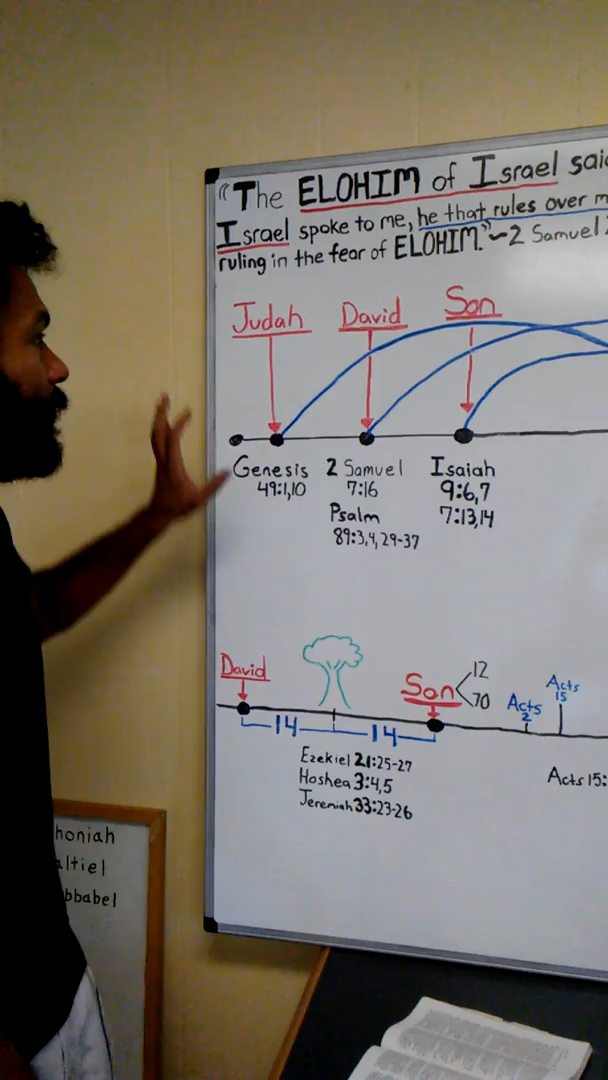 "The ELOHIM of Israel said
Israel spoke to me, he that rules over
ruling in the fear of ELOHIM." ~ 2 Samuel
Judah David Son
Genesis
49:1,10
2 Samuel
7:16
Psalm
89:3,4,29-37
Isaiah
9:6,7
7:13,14
David
Son
12
70
Acts
2
Acts
15
14 14
Ezekiel 21:25-27
Hoshea 3:4,5
Jeremiah 33:23-26
Acts 15:
honiah
altiel
bbabel